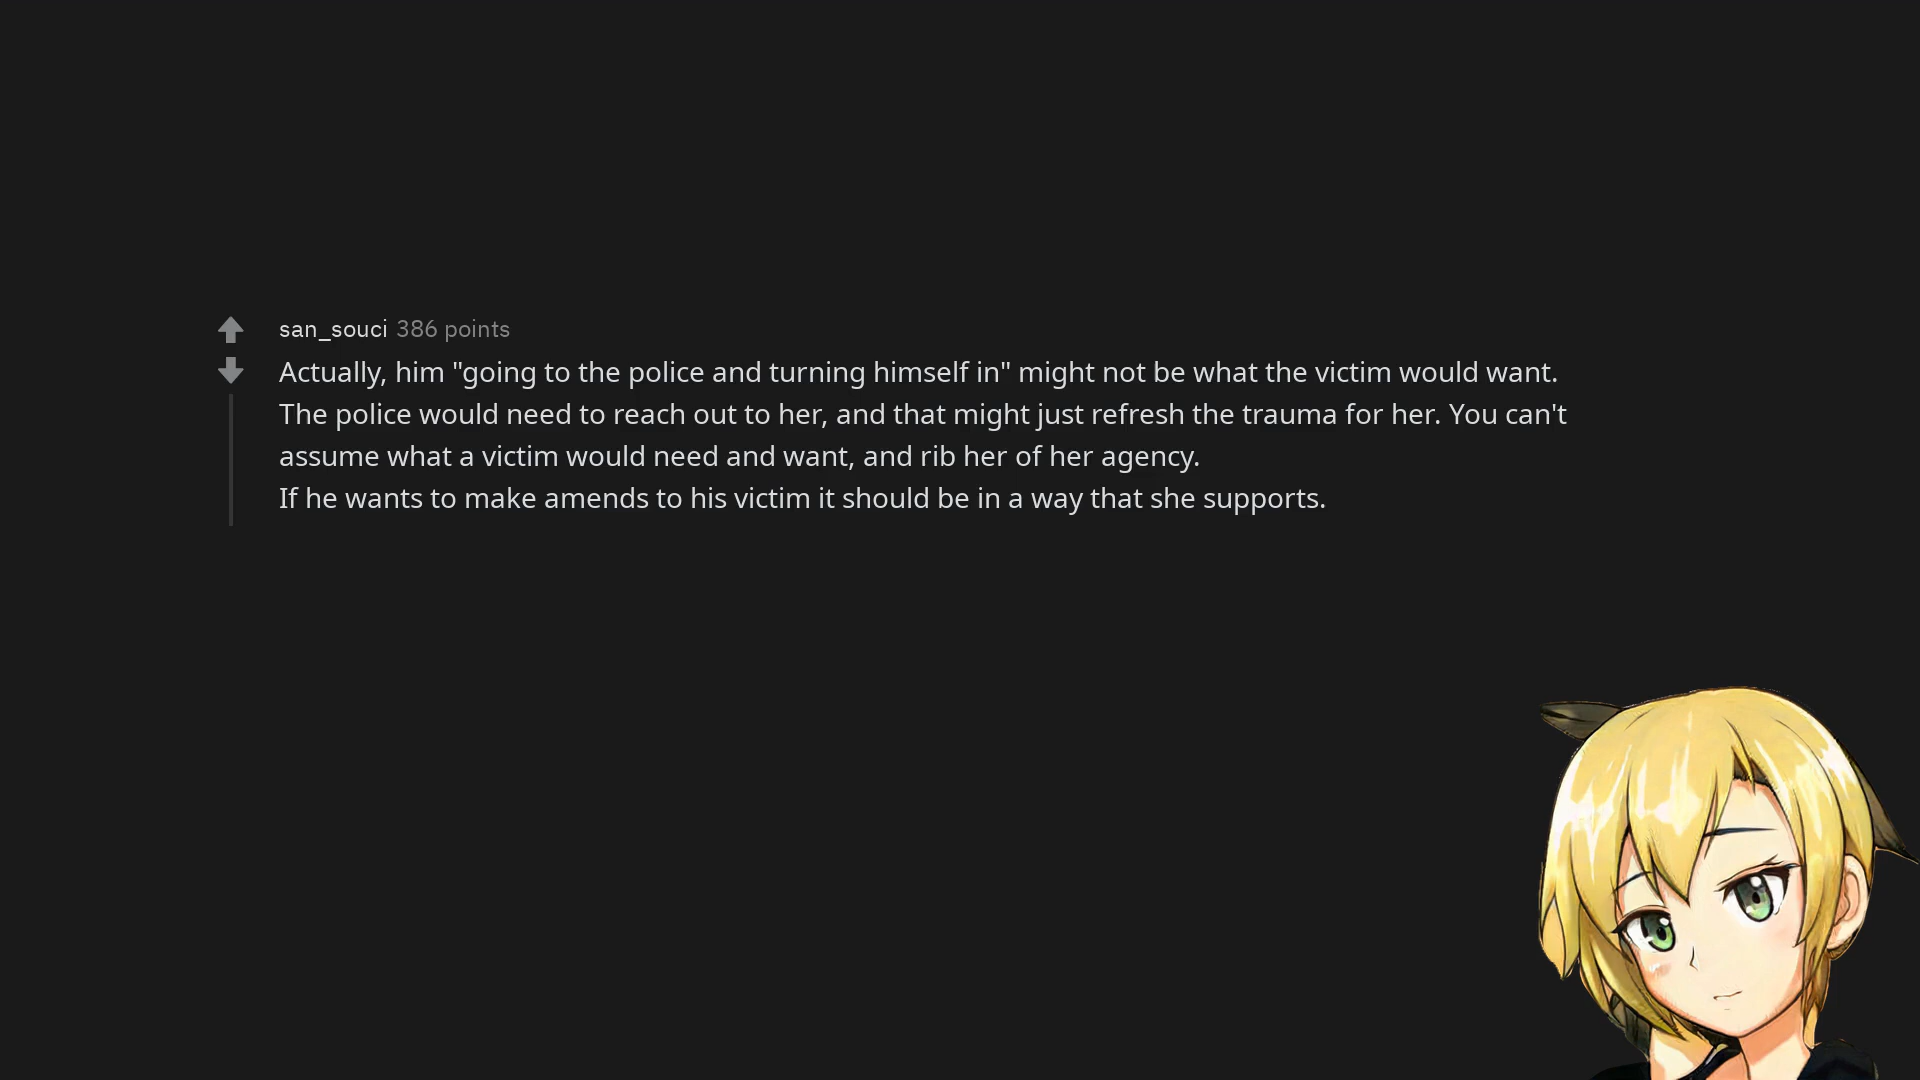 san_souci 386 points
Actually, him "going to the police and turning himself in" might not be what the victim would want.
The police would need to reach out to her, and that might just refresh the trauma for her. You can't
assume what a victim would need and want, and rib her of her agency.
If he wants to make amends to his victim it should be in a way that she supports.